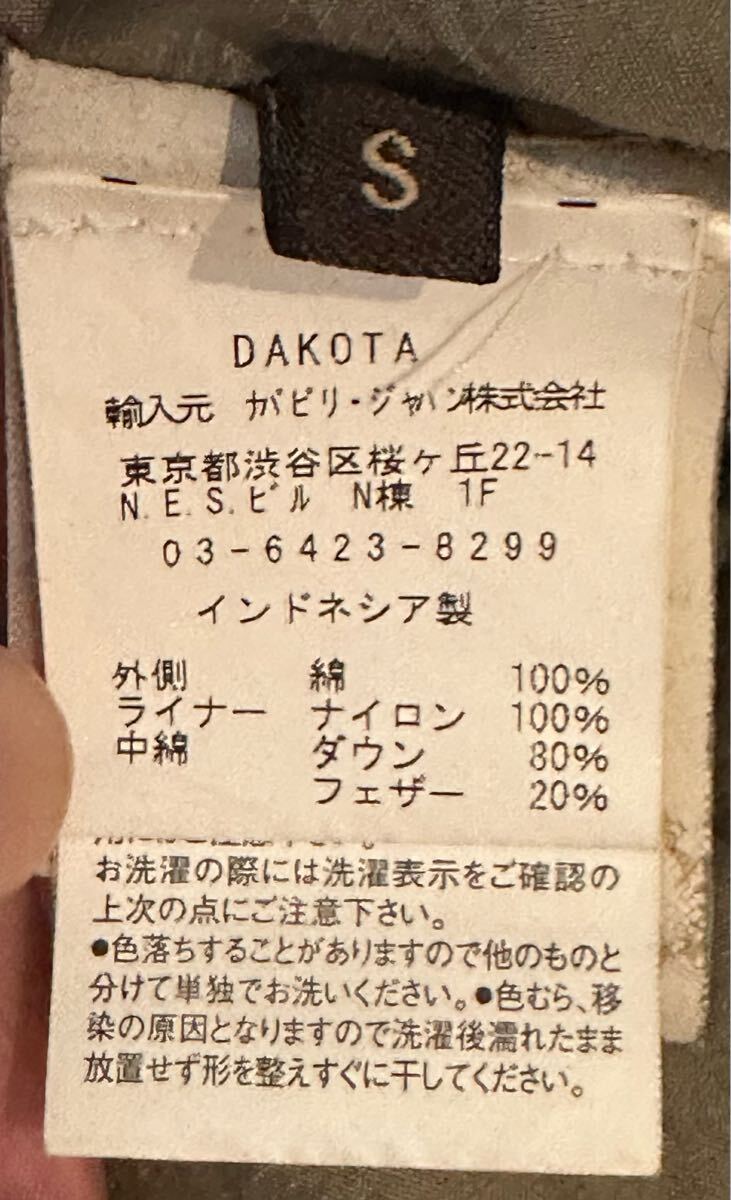 S
DAKOTA
輸入元 ガビリ・ジャパン株式会社
東京都渋谷区桜ヶ丘22-14
N.E.S.ビル N棟 1F
03-6423-8299
インドネシア製
外側 綿 100%
ライナー ナイロン 100%
中綿 ダウン 80%
フェザー 20%
お洗濯の際には洗濯表示をご確認の
上次の点にご注意下さい。
●色落ちすることがありますので他のものと
分けて単独でお洗いください。●色むら、移
染の原因となりますので洗濯後濡れたまま
放置せず形を整えすぐに干してください。